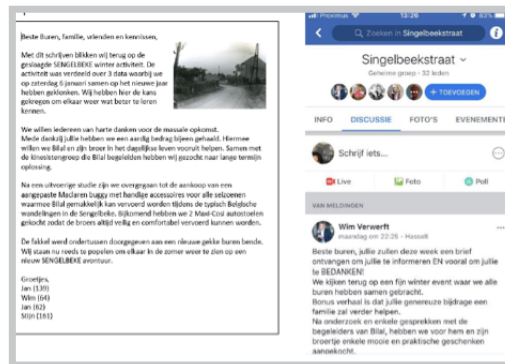 Beste Buren, familie, vrienden en kennissen,
Met dit schrijven blikken wij terug op de
geslaagde SENGELBEKE winter activiteit. De
activiteit was verdeeld over 3 data waarbij we
op zaterdag 6 januari samen op het nieuwe jaar
hebben geklonken. Wij hebben hier de kans
gekregen om elkaar weer wat beter te leren
kennen.
We willen iedereen van harte danken voor de massale opkomst.
Mede dankzij jullie hebben we een aardig bedrag bijeen gehaald. Hiermee
willen we Bilal en zijn broer in het dagelijkse leven vooruit helpen. Samen met
de kinesistengroep die Bilal begeleiden hebben wij gezocht naar lange termijn
oplossing.
Na een uitvoerige studie zijn we overgegaan tot de aankoop van een
aangepaste Maclaren buggy met handige accessoires voor alle seizoenen
waarmee Bilal gemakkelijk kan vervoerd worden tijdens de typisch Belgische
wandelingen in de Sengelbeke. Bijkomend hebben we 2 Maxi-Cosi autostoelen
gekocht zodat de broers altijd veilig en comfortabel vervoerd kunnen worden.
De fakkel werd ondertussen doorgegeven aan een nieuwe gekke buren bende.
Wij staan nu reeds te popelen om elkaar in de zomer weer te zien op een
nieuw SENGELBEKE avontuur.
Groetjes,
Jan (139)
Wim (64)
Jan (62)
Stijn (161)
Proximus
13:26
83%
Zoeken in Singelbeekstraat
Singelbeekstraat
Geheime groep - 32 leden
+ TOEVOEGEN
INFO DISCUSSIE FOTO'S EVENEMENTE
Schrijf iets...
Live Foto Poll
VAN MELDINGEN
Wim Verwerft
maandag om 22:26 - Hasselt
Beste buren, jullie zullen deze week een brief
ontvangen om jullie te informeren EN vooral om jullie
te BEDANKEN!
We kijken terug op een fijn winter event waar we alle
buren hebben samen gebracht.
Bonus verhaal is dat jullie genereuze bijdrage een
familie zal verder helpen.
Na onderzoek en enkele gesprekken met de
begeleiders van Bilal, hebben we voor hem en zijn
broertje enkele mooie en praktische geschenken
aangekocht.